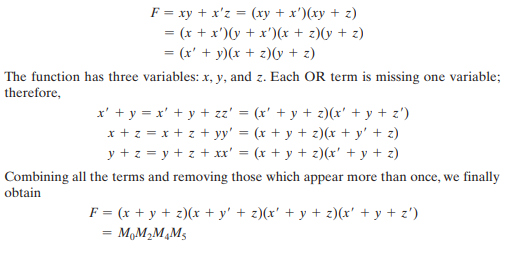 F = xy + x'z = (xy + x')(xy + z)
= (x + x')(y + x')(x + z)(y + z)
= (x' + y)(x + z)(y + z)
The function has three variables: x, y, and z. Each OR term is missing one variable;
therefore,
x' + y = x' + y + zz' = (x' + y + z)(x' + y + z')
x + z = x + z + yy' = (x + y + z)(x + y' + z)
y + z = y + z + xx' = (x + y + z)(x' + y + z)
Combining all the terms and removing those which appear more than once, we finally
obtain
F = (x + y + z)(x + y' + z)(x' + y + z)(x' + y + z')
= M₀M₂M₄M₅